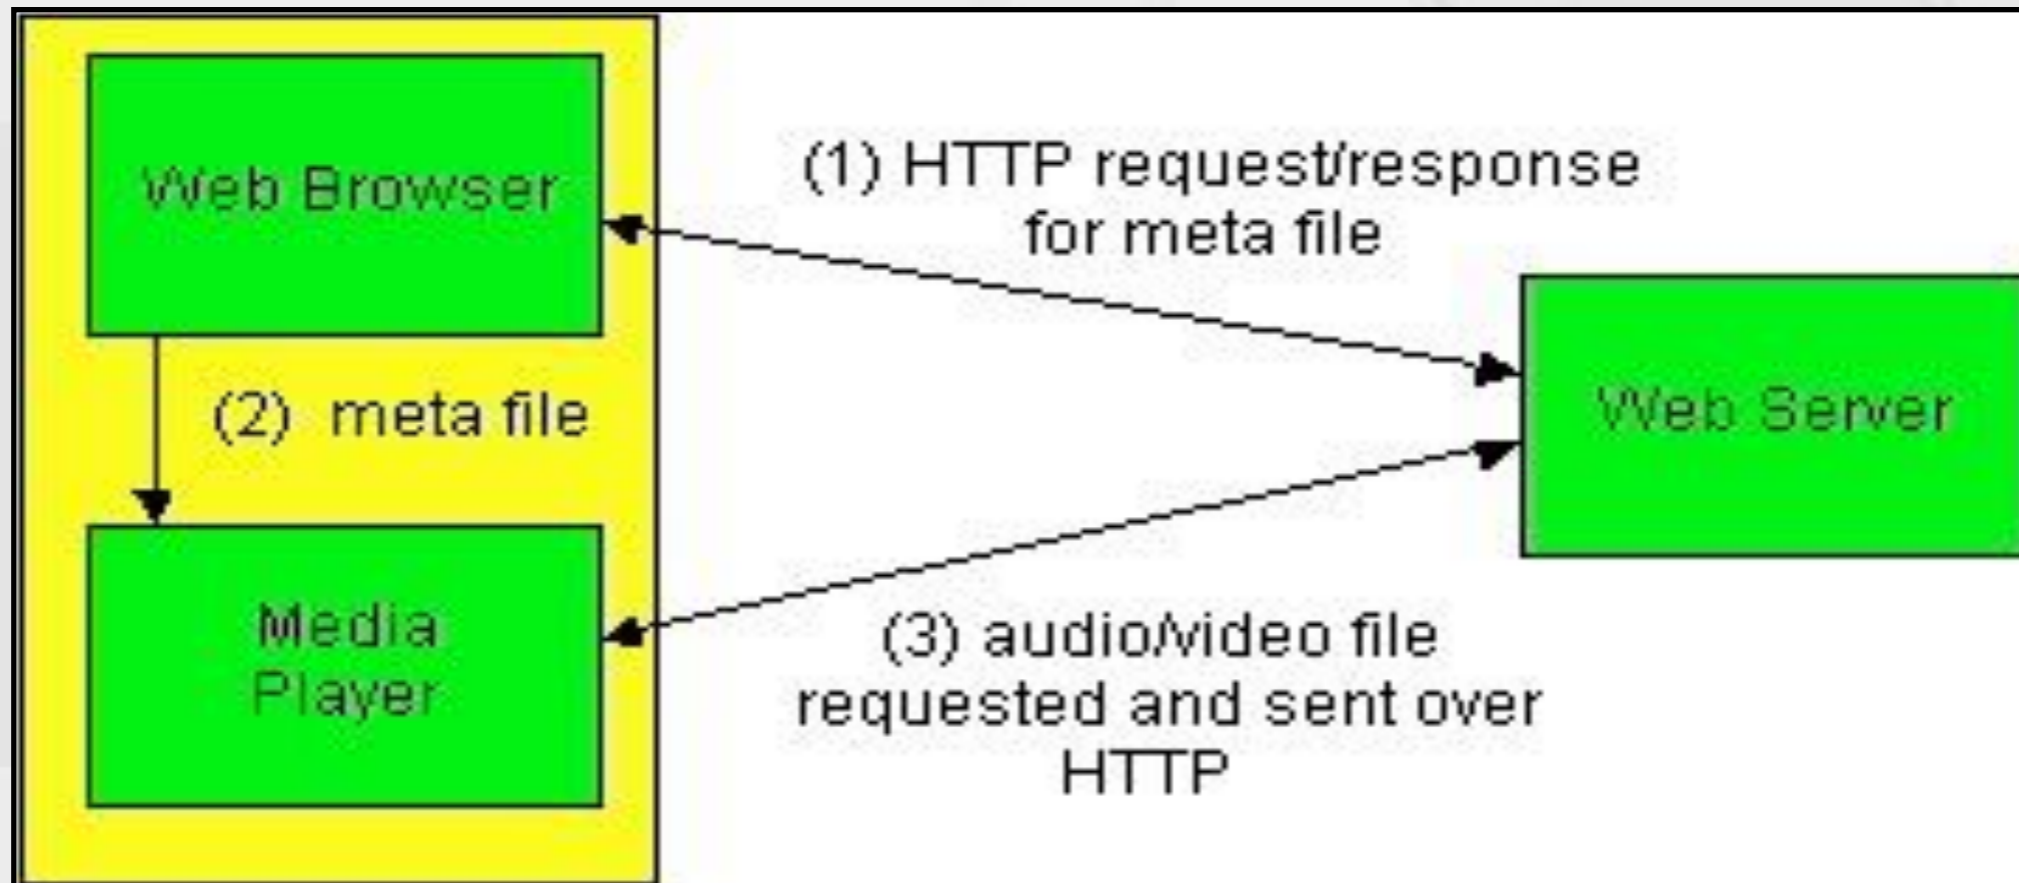 Web Browser
(1) HTTP request/response
for meta file
(2) meta file
Web Server
Media
Player
(3) audio/video file
requested and sent over
HTTP